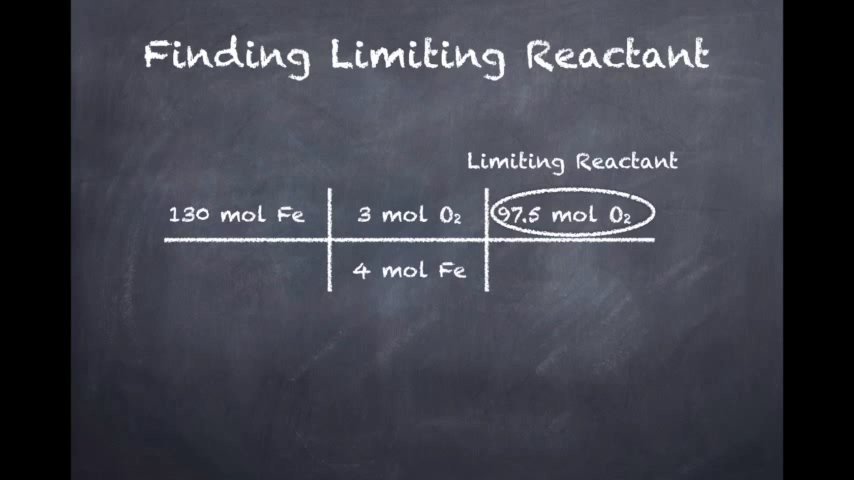 Finding Limiting Reactant
Limiting Reactant
130 mol Fe 3 mol O₂ 97.5 mol O₂
4 mol Fe